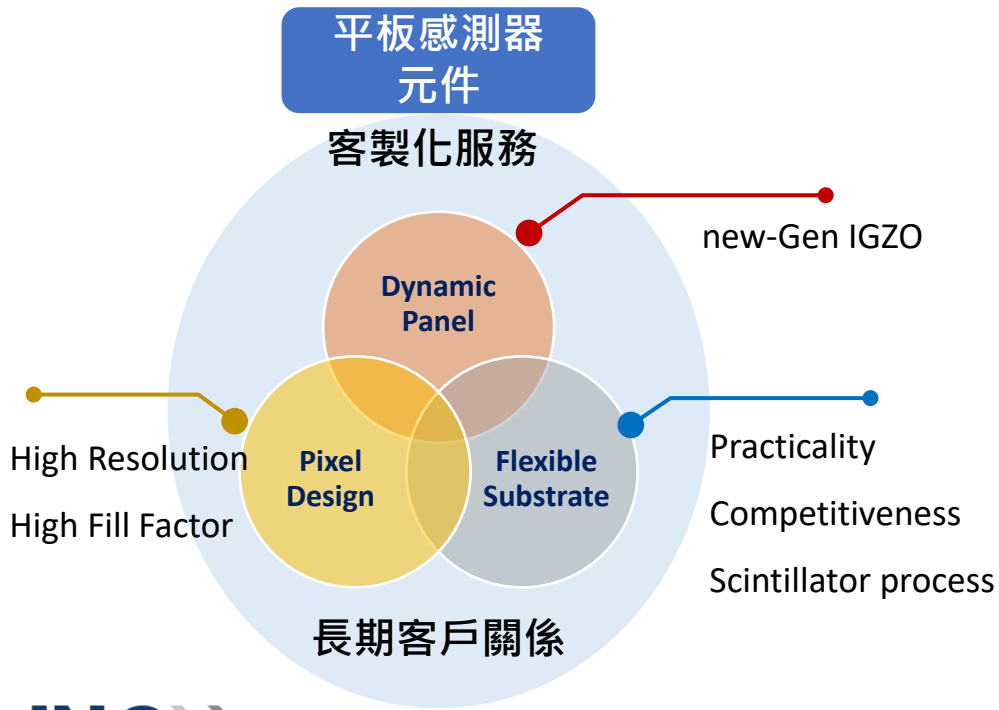 平板感測器
元件
客製化服務
new-Gen IGZO
Dynamic
Panel
High Resolution
High Fill Factor
Pixel
Design
Flexible
Substrate
Practicality
Competitiveness
Scintillator process
長期客戶關係